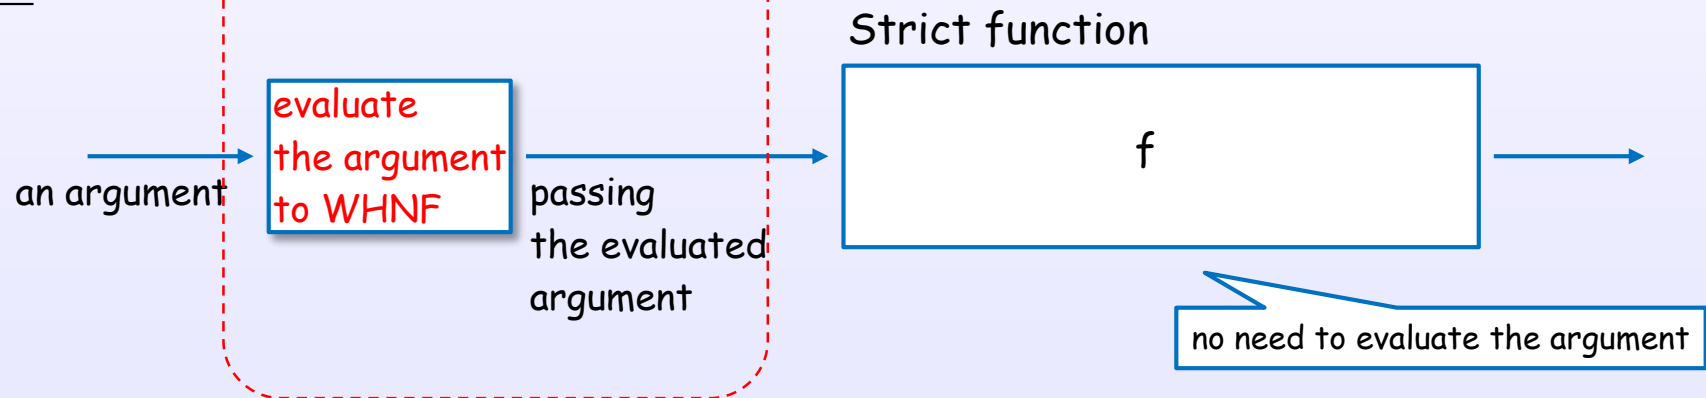 Strict function
evaluate
the argument
to WHNF
f
an argument
passing
the evaluated
argument
no need to evaluate the argument